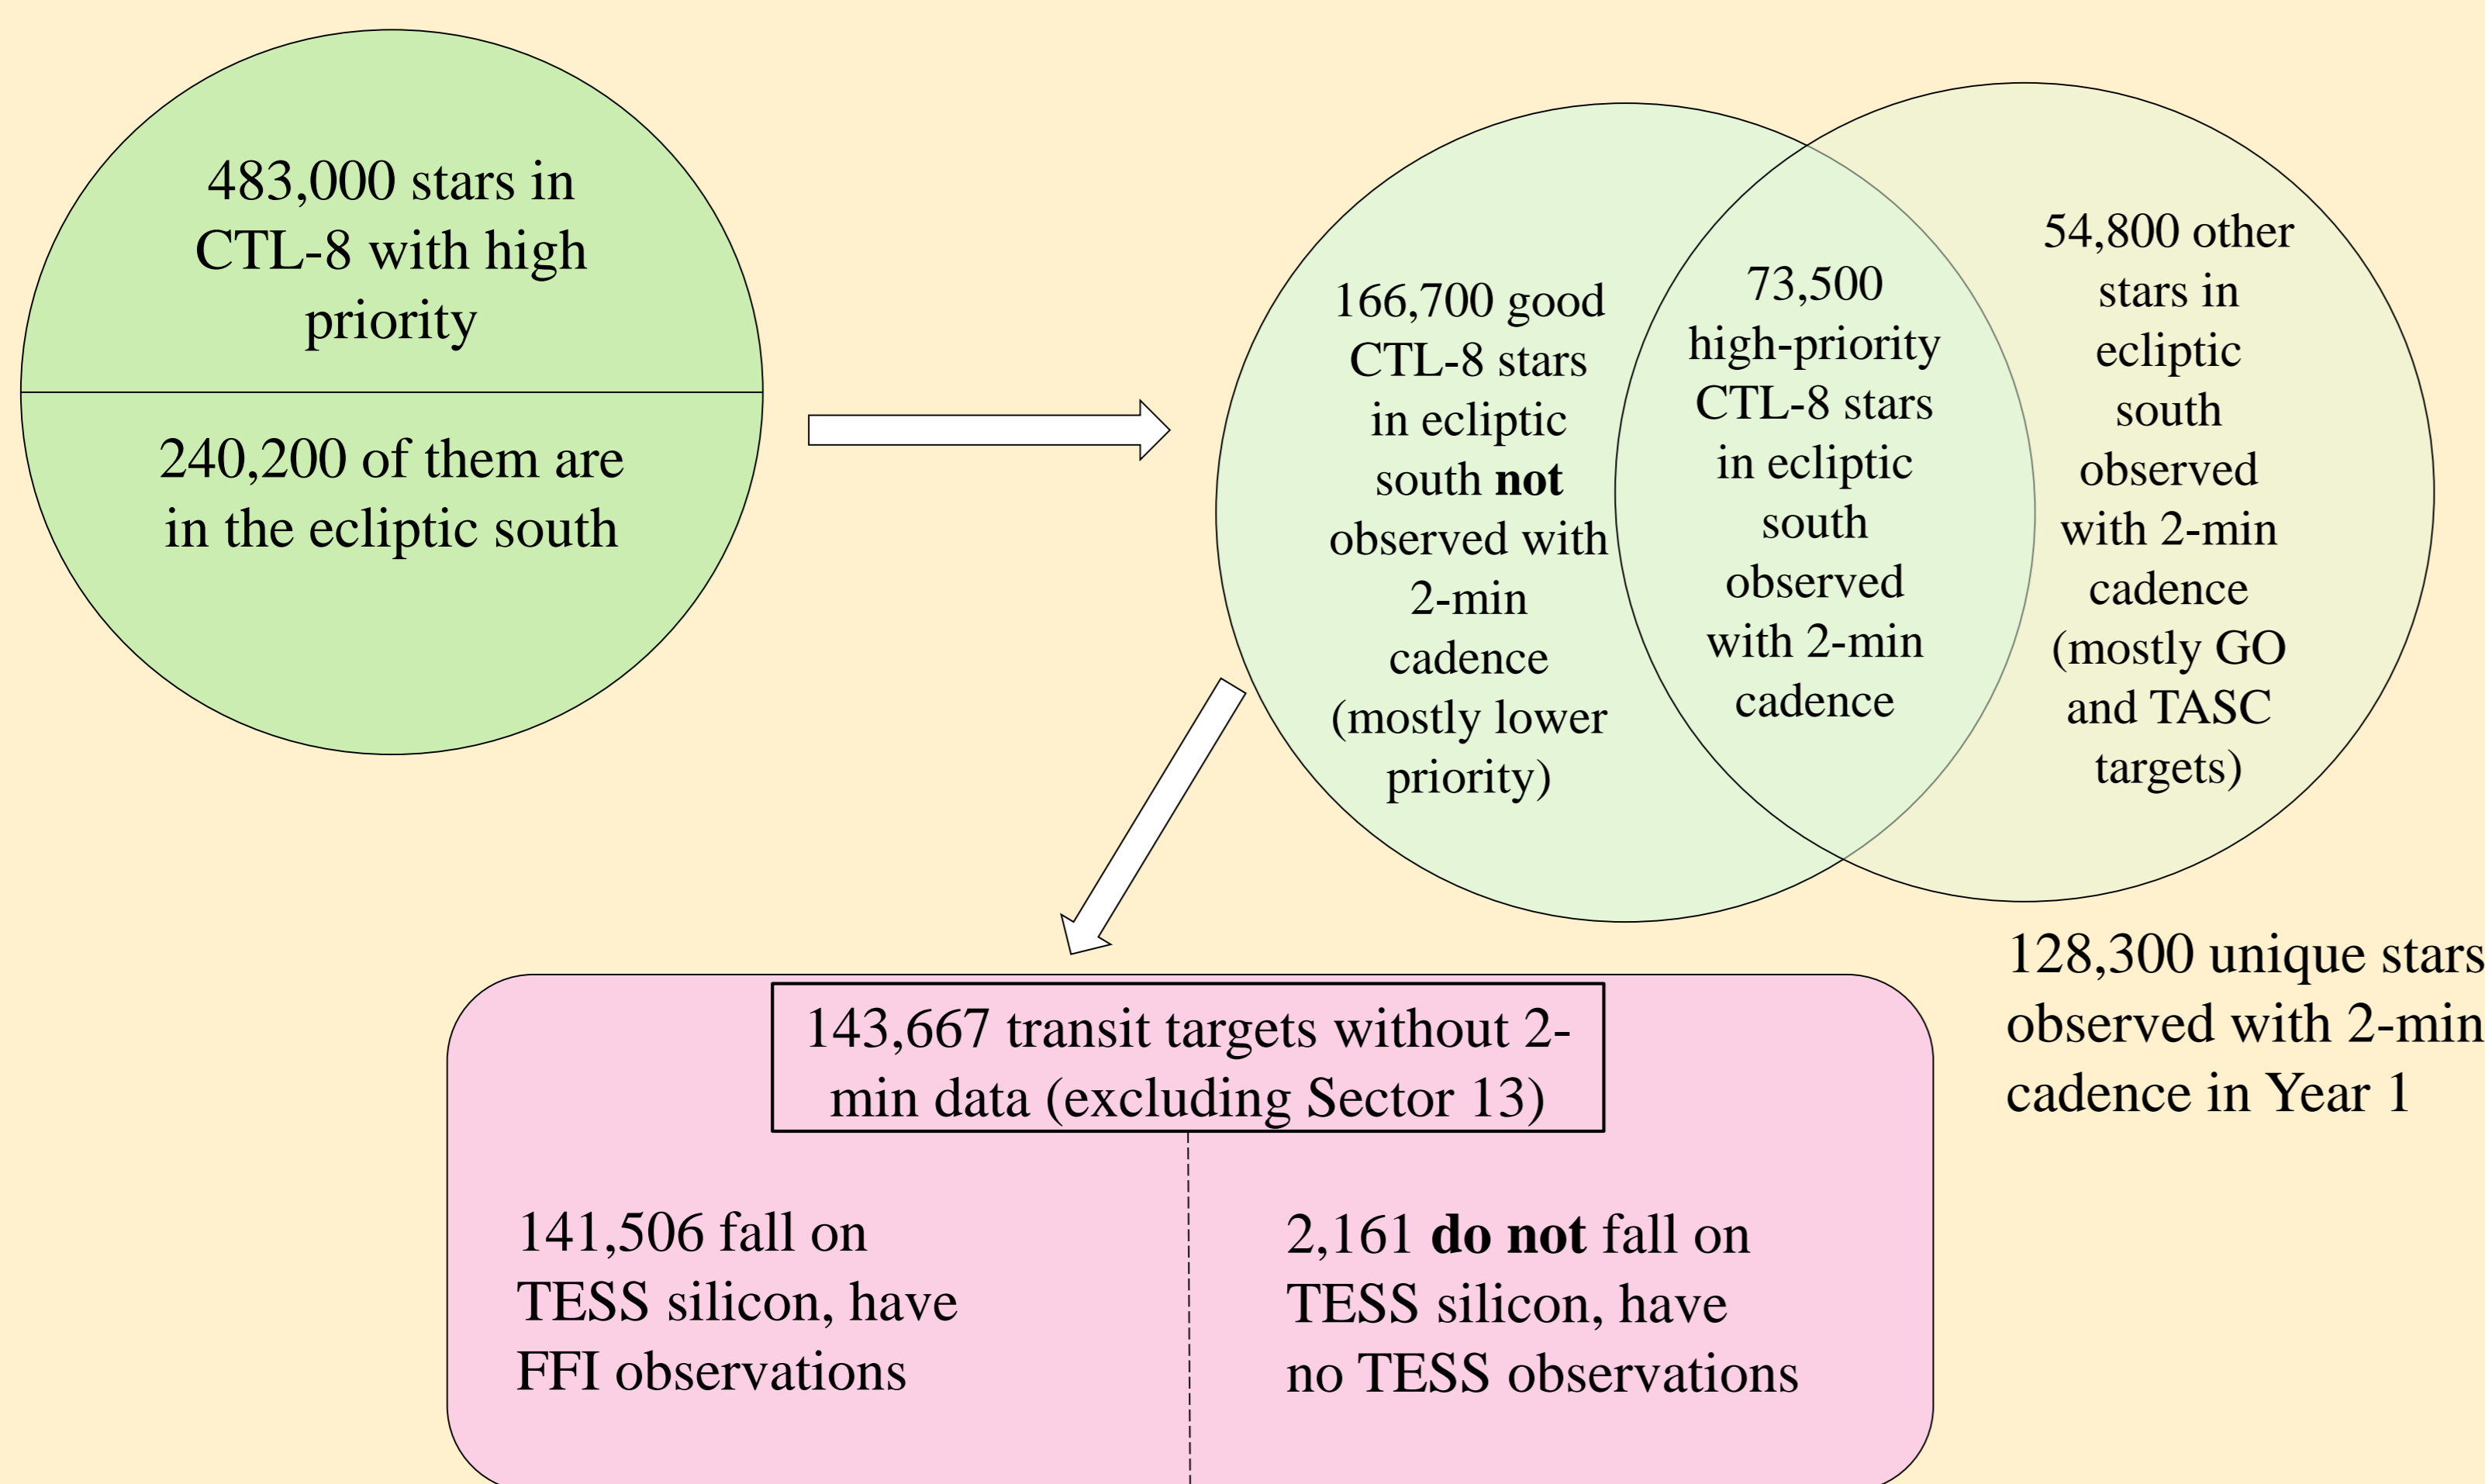 483,000 stars in
CTL-8 with high
priority
240,200 of them are
in the ecliptic south
166,700 good
CTL-8 stars
in ecliptic
south not
observed with
2-min
cadence
(mostly lower
priority)
73,500
high-priority
CTL-8 stars
in ecliptic
south
observed
with 2-min
cadence
54,800 other
stars in
ecliptic
south
observed
with 2-min
cadence
(mostly GO
and TASC
targets)
128,300 unique stars
observed with 2-min
cadence in Year 1
143,667 transit targets without 2-
min data (excluding Sector 13)
141,506 fall on
TESS silicon, have
FFI observations
2,161 do not fall on
TESS silicon, have
no TESS observations